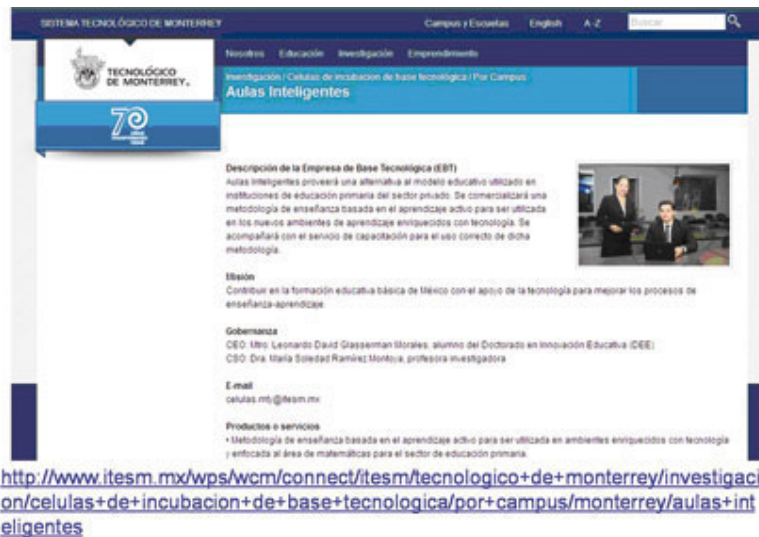 SISTEMA TECNOLÓGICO DE MONTERREY
Campus y Escuelas English A-Z Buscar
Nosotros Educación Investigación Emprendimiento
TECNOLÓGICO
DE MONTERREY.
Investigación / Celulas de incubacion de base tecnológica / Por Campus
Aulas Inteligentes
70
Descripción de la Empresa de Base Tecnológica (EBT)
Aulas Inteligentes proveerá una alternativa al modelo educativo utilizado en
instituciones de educación primaria del sector privado. Se comercializará una
metodología de enseñanza basada en el aprendizaje activo para ser utilizada
en los nuevos ambientes de aprendizaje enriquecidos con tecnología. Se
acompañará con el servicio de capacitación para el uso correcto de dicha
metodología.
Misión
Contribuir en la formación educativa básica de México con el apoyo de la tecnología para mejorar los procesos de
enseñanza-aprendizaje.
Gobernanza
CEO: Mtro. Leonardo David Glasserman Morales, alumno del Doctorado en Innovación Educativa (DEE)
CSO: Dra. María Soledad Ramírez Montoya, profesora investigadora
E-mail
celulas.mty@itesm.mx
Productos o servicios
• Metodología de enseñanza basada en el aprendizaje activo para ser utilizada en ambientes enriquecidos con tecnología
y enfocada al área de matemáticas para el sector de educación primaria.
http://www.itesm.mx/wps/wcm/connect/itesm/tecnologico+de+monterrey/investigaci
on/celulas+de+incubacion+de+base+tecnologica/por+campus/monterrey/aulas+int
eligentes